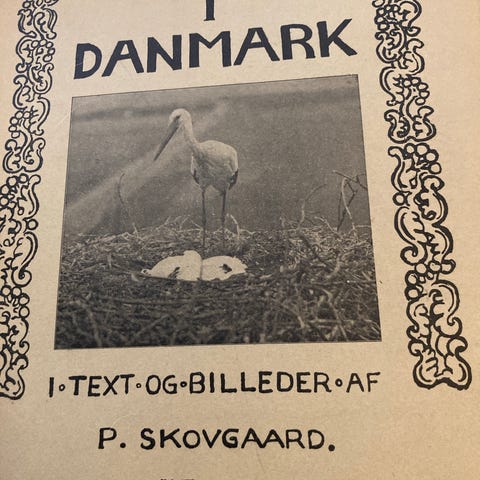 I
DANMARK
I•TEXT•OG•BILLEDER•AF
P. SKOVGAARD.